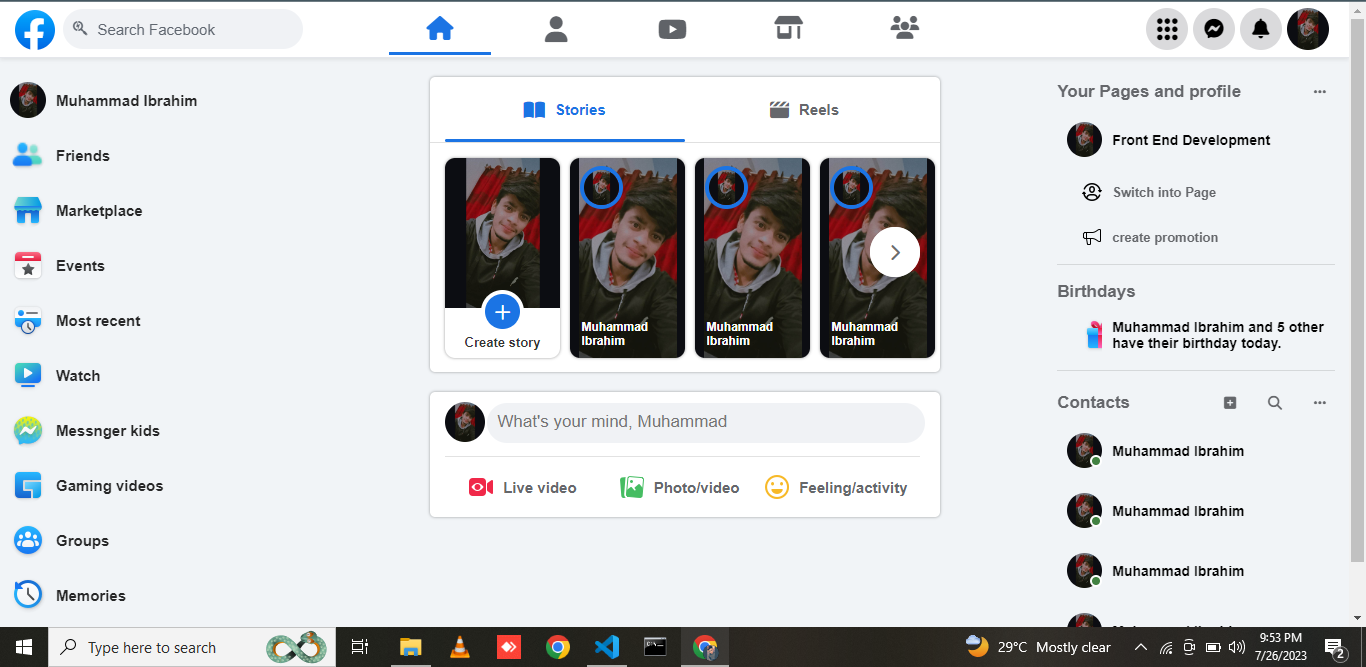 Search Facebook
Muhammad Ibrahim
Friends
Marketplace
Events
Most recent
Watch
Messnger kids
Gaming videos
Groups
Memories
Stories
Reels
Create story
Muhammad
Ibrahim
Muhammad
Ibrahim
Muhammad
Ibrahim
What's your mind, Muhammad
Live video
Photo/video
Feeling/activity
Your Pages and profile
Front End Development
Switch into Page
create promotion
Birthdays
Muhammad Ibrahim and 5 other
have their birthday today.
Contacts
Muhammad Ibrahim
Muhammad Ibrahim
Muhammad Ibrahim
Type here to search
29°C Mostly clear
9:53 PM
7/26/2023
2